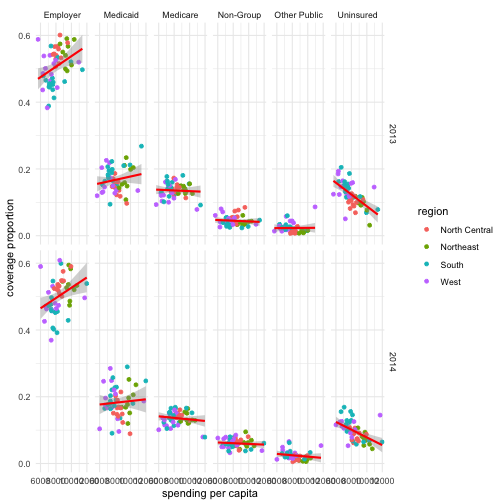 Employer Medicaid Medicare Non-Group Other Public Uninsured
0.6
0.4
0.2
0.0
2013
0.6
0.4
0.2
0.0
2014
coverage proportion
spending per capita
region
North Central
Northeast
South
West